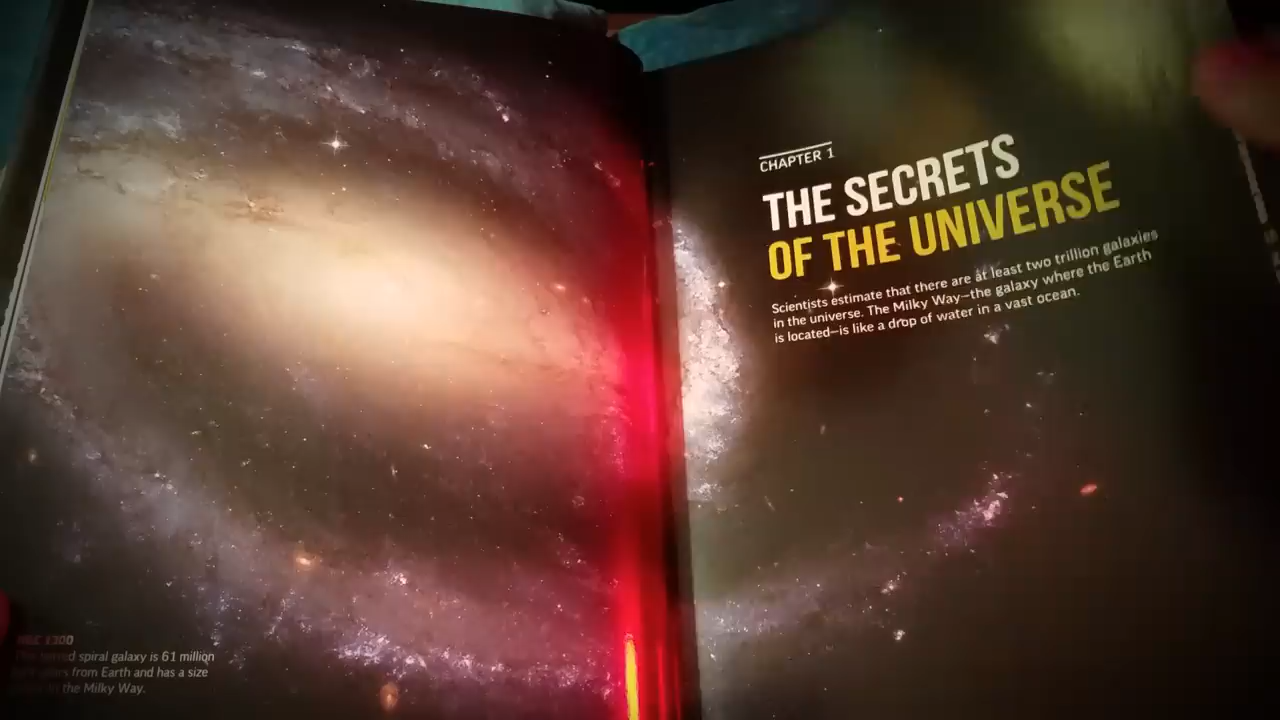 CHAPTER 1
THE SECRETS
OF THE UNIVERSE
Scientists estimate that there are at least two trillion galaxies
in the universe. The Milky Way—the galaxy where the Earth
is located—is like a drop of water in a vast ocean.
NGC 1300
spiral galaxy is 61 million
from Earth and has a size
the Milky Way.